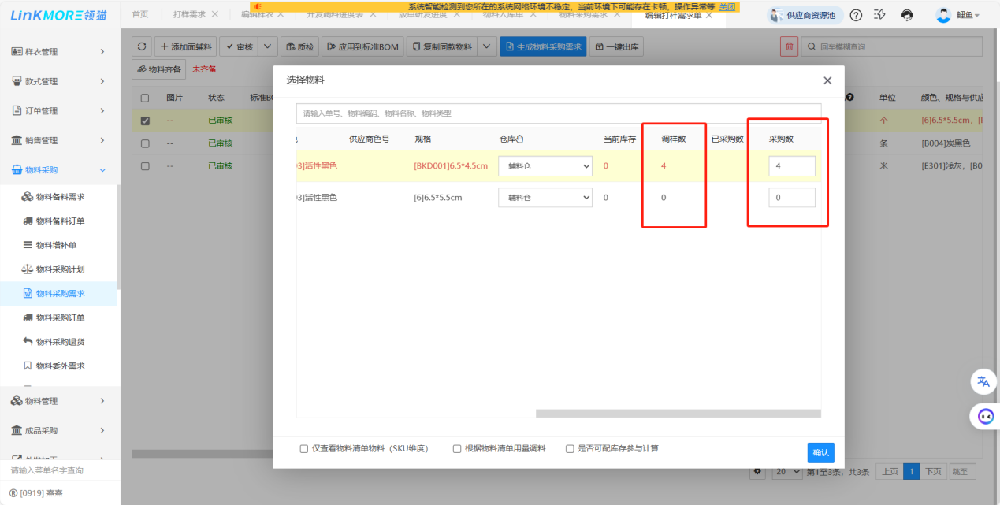 LinKMORE领猫
首页 打样需求 编辑样衣 开发调料进度表 版单研发进度 物料入库单 物料采购需求 编辑打样需求单
系统智能检测到您所在的系统网络环境不稳定，当前环境下可能存在卡顿，操作异常等 关闭
供应商资源池 鲤鱼
添加面辅料 审核 质检 应用到标准BOM 复制同款物料 生成物料采购需求 一键出库 回车模糊查询
物料齐备 未齐备
样衣管理
款式管理
订单管理
销售管理
物料采购
物料备料需求
物料备料订单
物料增补单
物料采购计划
物料采购需求
物料采购订单
物料采购退货
物料委外需求
物料管理
成品采购
请输入菜单名字查询
®[0919] 嘉嘉
图片 状态 标准BO 单位 颜色、规格与供应
-- 已审核 个 [6]6.5*5.5cm，[I
-- 已审核 条 [B004]炭黑色
-- 已审核 米 [E301]浅灰，[B0
选择物料
请输入单号、物料编码、物料名称、物料类型
供应商色号 规格 仓库 当前库存 调样数 已采购数 采购数
3]活性黑色 [BKD001]6.5*4.5cm 辅料仓 0 4 4
3]活性黑色 [6]6.5*5.5cm 辅料仓 0 0 0
仅查看物料清单物料（SKU维度） 根据物料清单用量调料 是否可配库存参与计算
确认
20 第1至3条，共3条 上页 1 下页 跳至